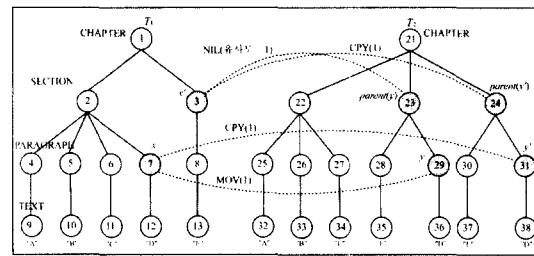 T₁ T₂
CHAPTER 1 NIL(유사도 1) 21 CHAPTER
CPY(1)
SECTION x' parent(y) parent(y')
2 3 22 23 24
CPY(1)
PARAGRAPH x y y'
4 5 6 7 8 25 26 27 28 29 30 31
TEXT MOV(1)
9 10 11 12 13 32 33 34 35 36 37 38
"A" "B" "C" "D" "A" "B" "C" "D"